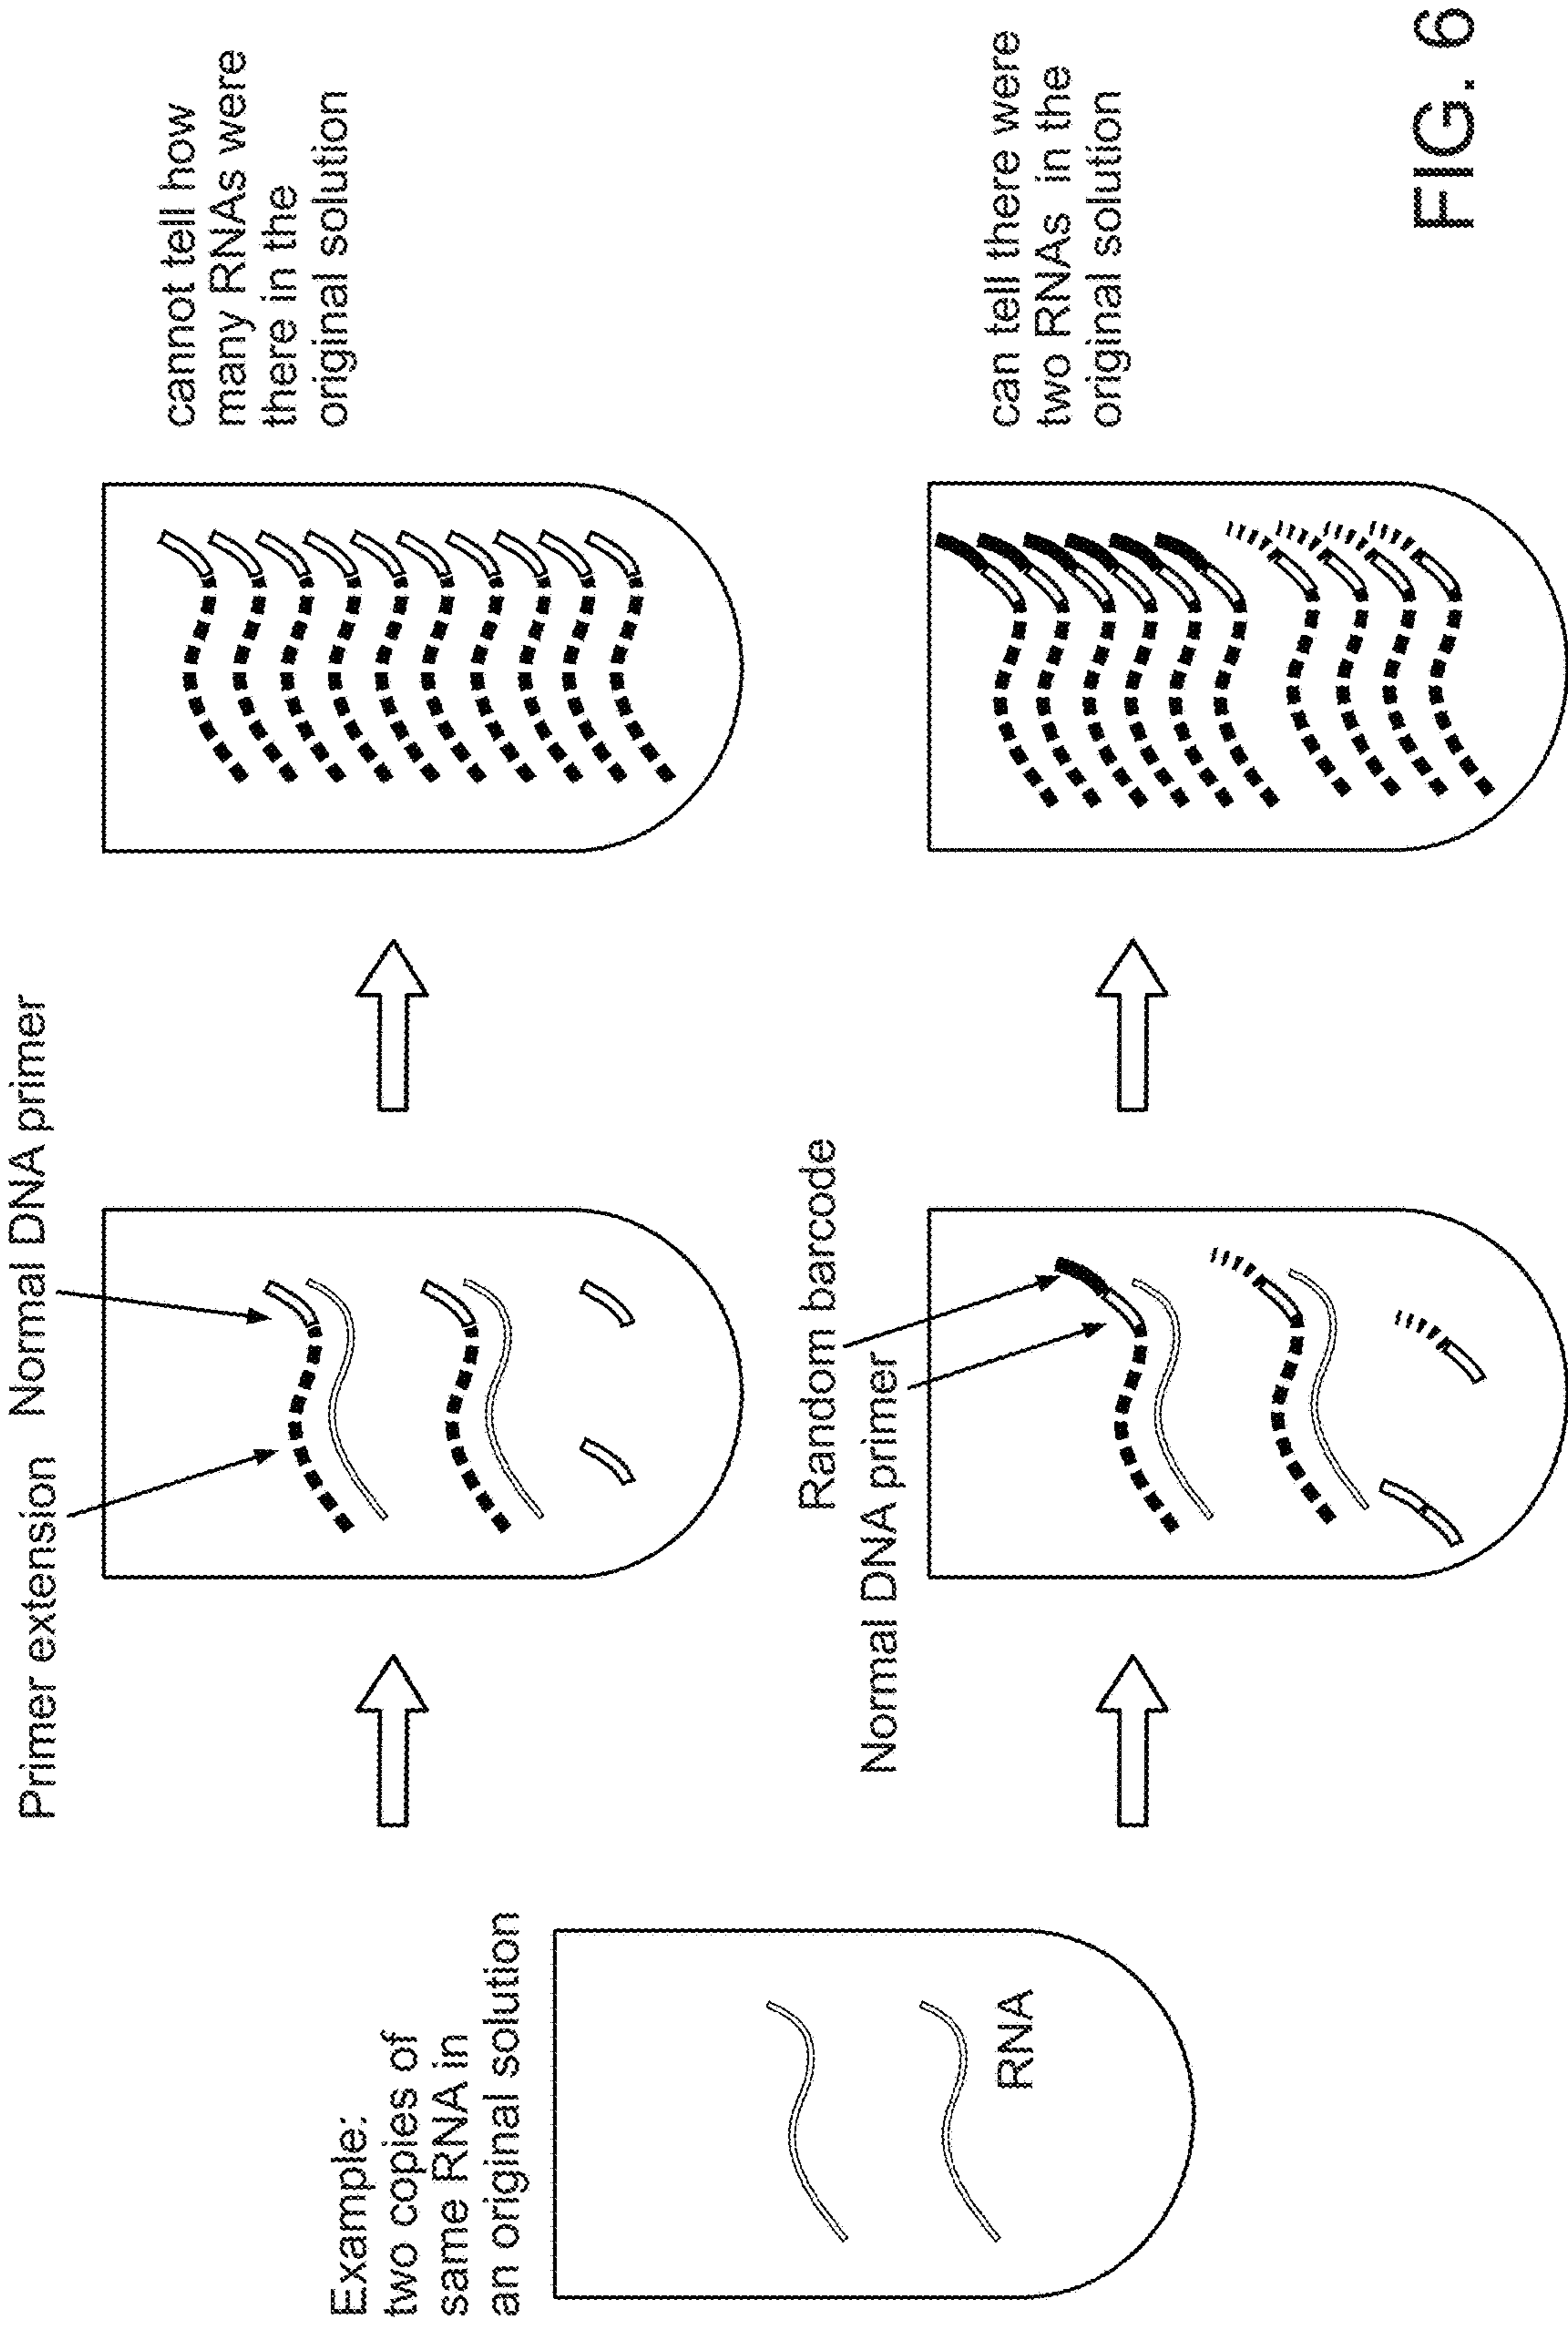 Example:
two copies of
same RNA in
an original solution
RNA
Primer extension
Normal DNA primer
cannot tell how
many RNAs were
there in the
original solution
Random barcode
Normal DNA primer
can tell there were
two RNAs in the
original solution
FIG. 6